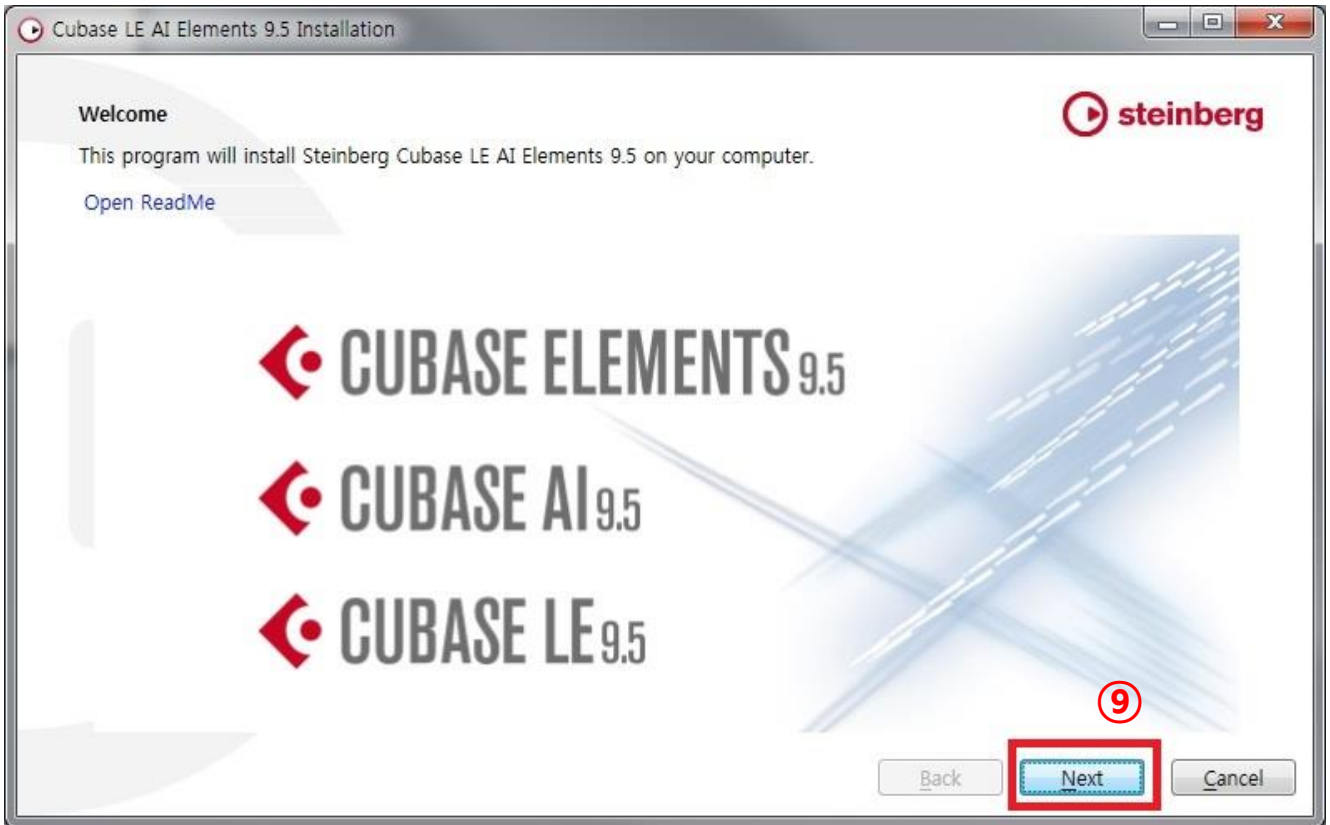 Cubase LE AI Elements 9.5 Installation
Welcome
steinberg
This program will install Steinberg Cubase LE AI Elements 9.5 on your computer.
Open ReadMe
CUBASE ELEMENTS 9.5
CUBASE AI 9.5
CUBASE LE 9.5
⑨
Back Next Cancel